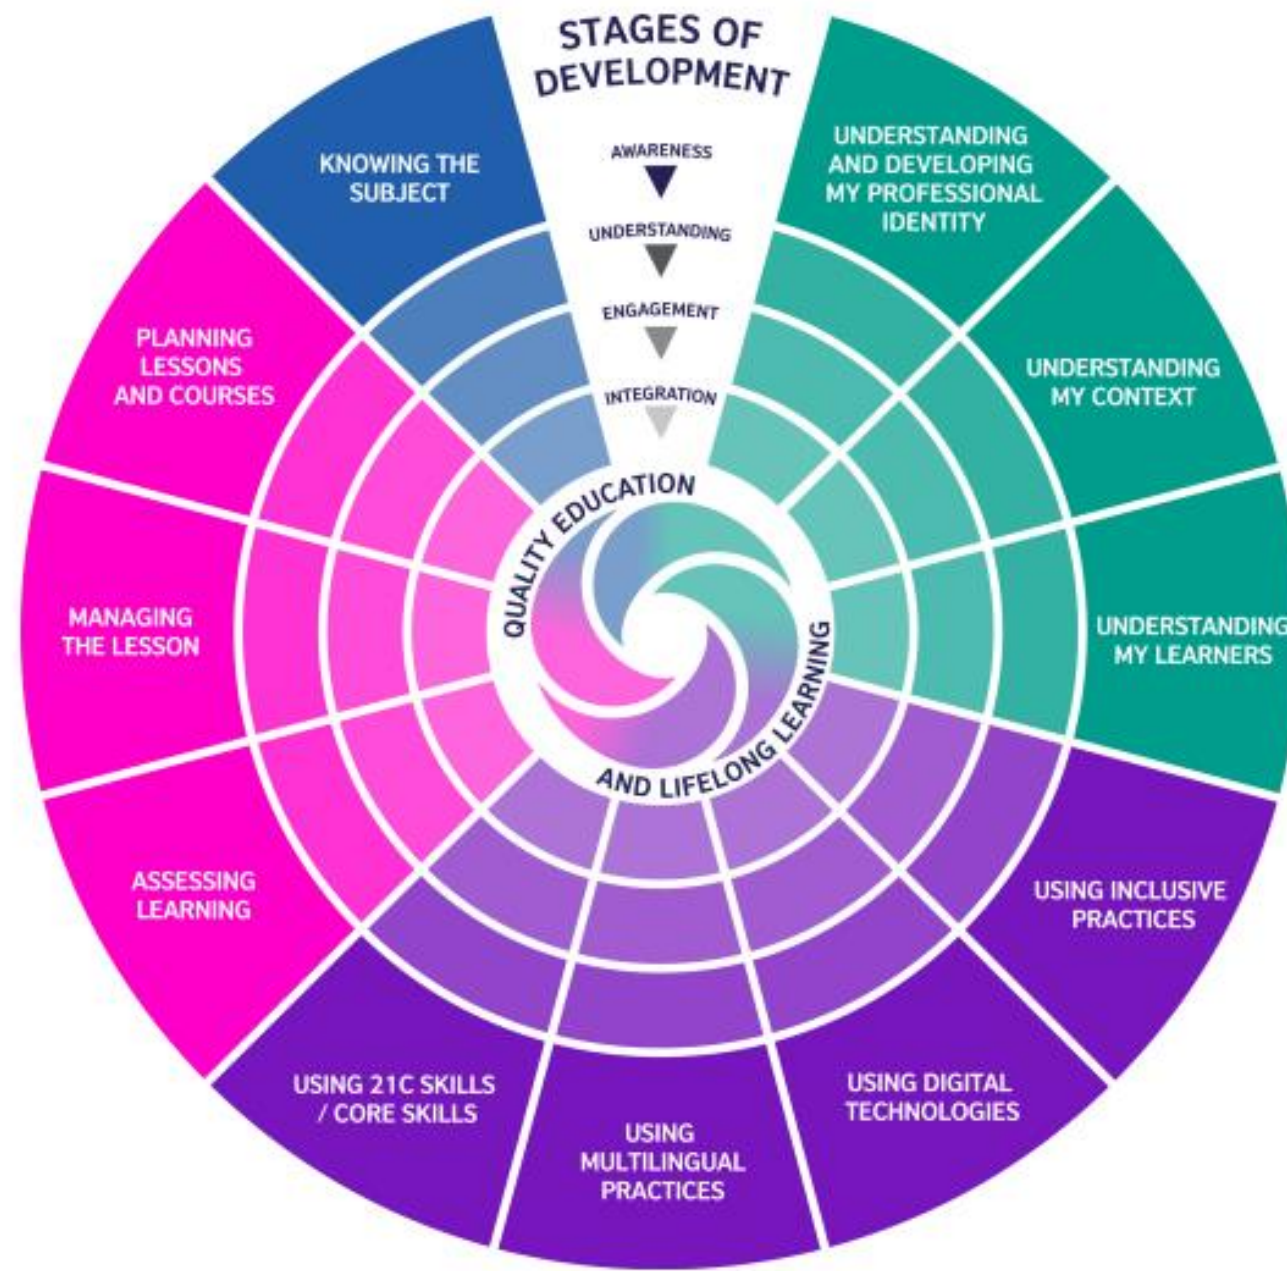 STAGES OF
DEVELOPMENT
AWARENESS
UNDERSTANDING
ENGAGEMENT
INTEGRATION
QUALITY EDUCATION
AND LIFELONG LEARNING
UNDERSTANDING
AND DEVELOPING
MY PROFESSIONAL
IDENTITY
UNDERSTANDING
MY CONTEXT
UNDERSTANDING
MY LEARNERS
USING INCLUSIVE
PRACTICES
USING DIGITAL
TECHNOLOGIES
USING
MULTILINGUAL
PRACTICES
USING 21C SKILLS
/ CORE SKILLS
ASSESSING
LEARNING
MANAGING
THE LESSON
PLANNING
LESSONS
AND COURSES
KNOWING THE
SUBJECT